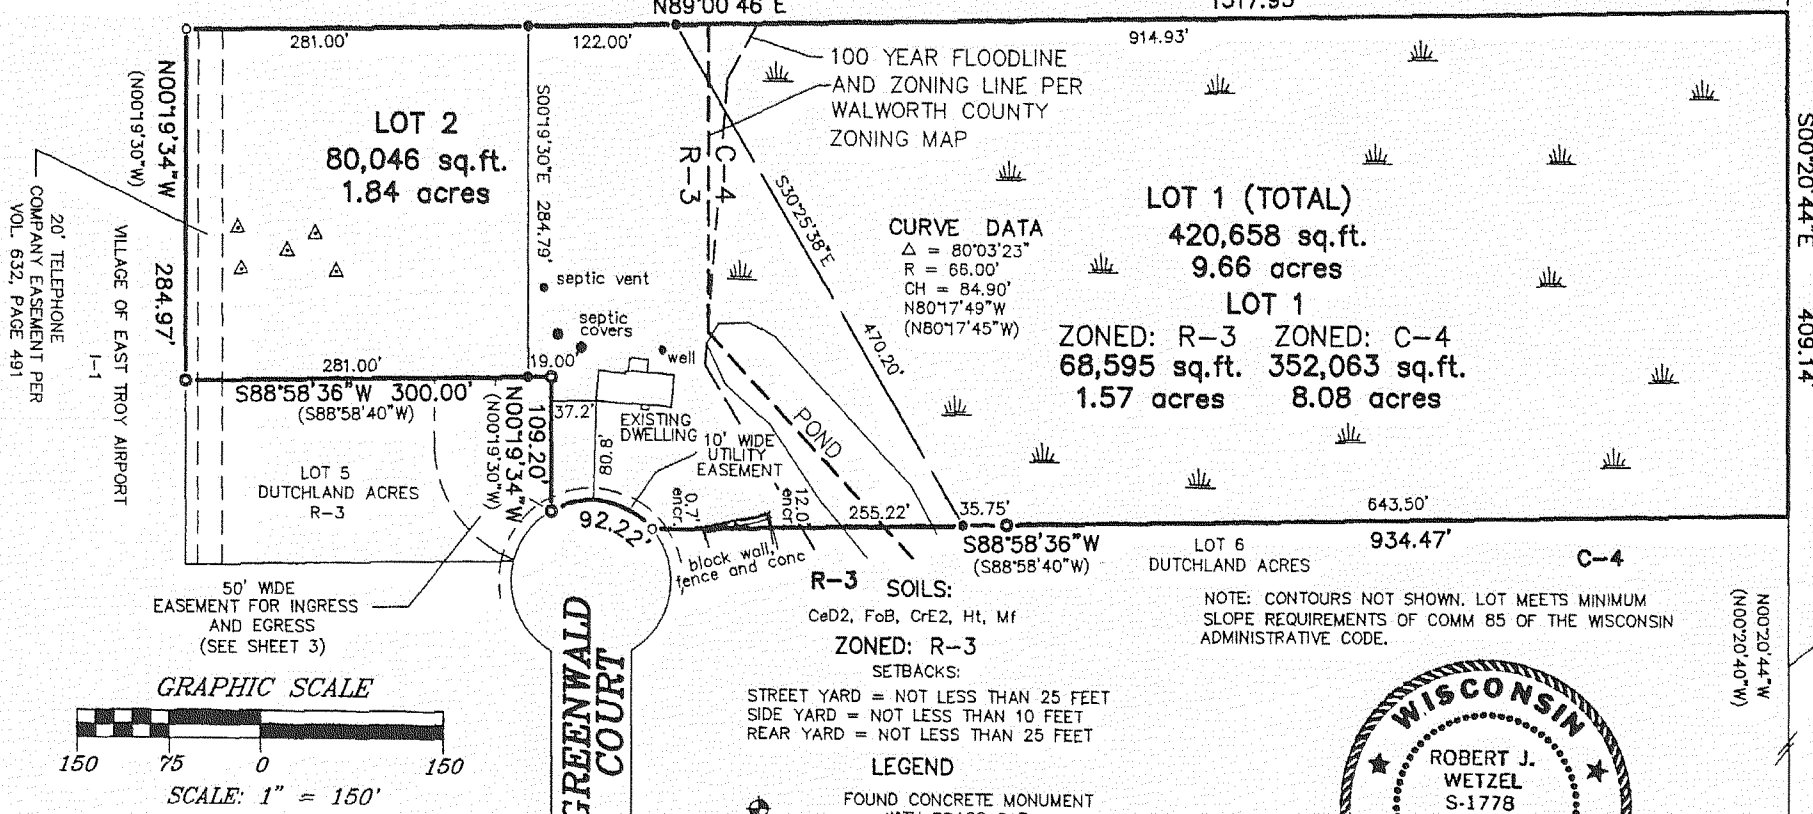 N89°00'46"E
1317.93'
281.00'
122.00'
914.93'
100 YEAR FLOODLINE
AND ZONING LINE PER
WALWORTH COUNTY
ZONING MAP
N00°19'34"W 284.97'
(N00°19'30"W)
LOT 2
80,046 sq.ft.
1.84 acres
S00°19'30"E 284.79'
R-3
C-4
S30°25'38"E
470.20'
CURVE DATA
Δ = 80°03'23"
R = 66.00'
CH = 84.90'
N80°17'49"W
(N80°17'45"W)
LOT 1 (TOTAL)
420,658 sq.ft.
9.66 acres
LOT 1
ZONED: R-3 ZONED: C-4
68,595 sq.ft. 352,063 sq.ft.
1.57 acres 8.08 acres
S00°20'44"E 409.14
20' TELEPHONE
COMPANY EASEMENT PER
VOL. 632, PAGE 491
VILLAGE OF EAST TROY AIRPORT
I-1
septic vent
septic
covers
well
281.00'
19.00'
S88°58'36"W 300.00'
(S88°58'40"W)
109.20'
N00°19'34"W
(N00°19'30"W)
37.2'
80.8'
EXISTING
DWELLING
10' WIDE
UTILITY
EASEMENT
POND
LOT 5
DUTCHLAND ACRES
R-3
92.22'
0.7'
encr.
12.0'
encr.
255.22'
35.75'
643.50'
block wall,
fence and conc
S88°58'36"W
(S88°58'40"W)
934.47'
LOT 6
DUTCHLAND ACRES
C-4
R-3
50' WIDE
EASEMENT FOR INGRESS
AND EGRESS
(SEE SHEET 3)
SOILS:
CeD2, FoB, CrE2, Ht, Mf
ZONED: R-3
SETBACKS:
STREET YARD = NOT LESS THAN 25 FEET
SIDE YARD = NOT LESS THAN 10 FEET
REAR YARD = NOT LESS THAN 25 FEET
NOTE: CONTOURS NOT SHOWN. LOT MEETS MINIMUM
SLOPE REQUIREMENTS OF COMM 85 OF THE WISCONSIN
ADMINISTRATIVE CODE.
N00°20'44"W
(N00°20'40"W)
GRAPHIC SCALE
150 75 0 150
SCALE: 1" = 150'
GREENWALD
COURT
LEGEND
FOUND CONCRETE MONUMENT
WISCONSIN
ROBERT J.
WETZEL
S-1778